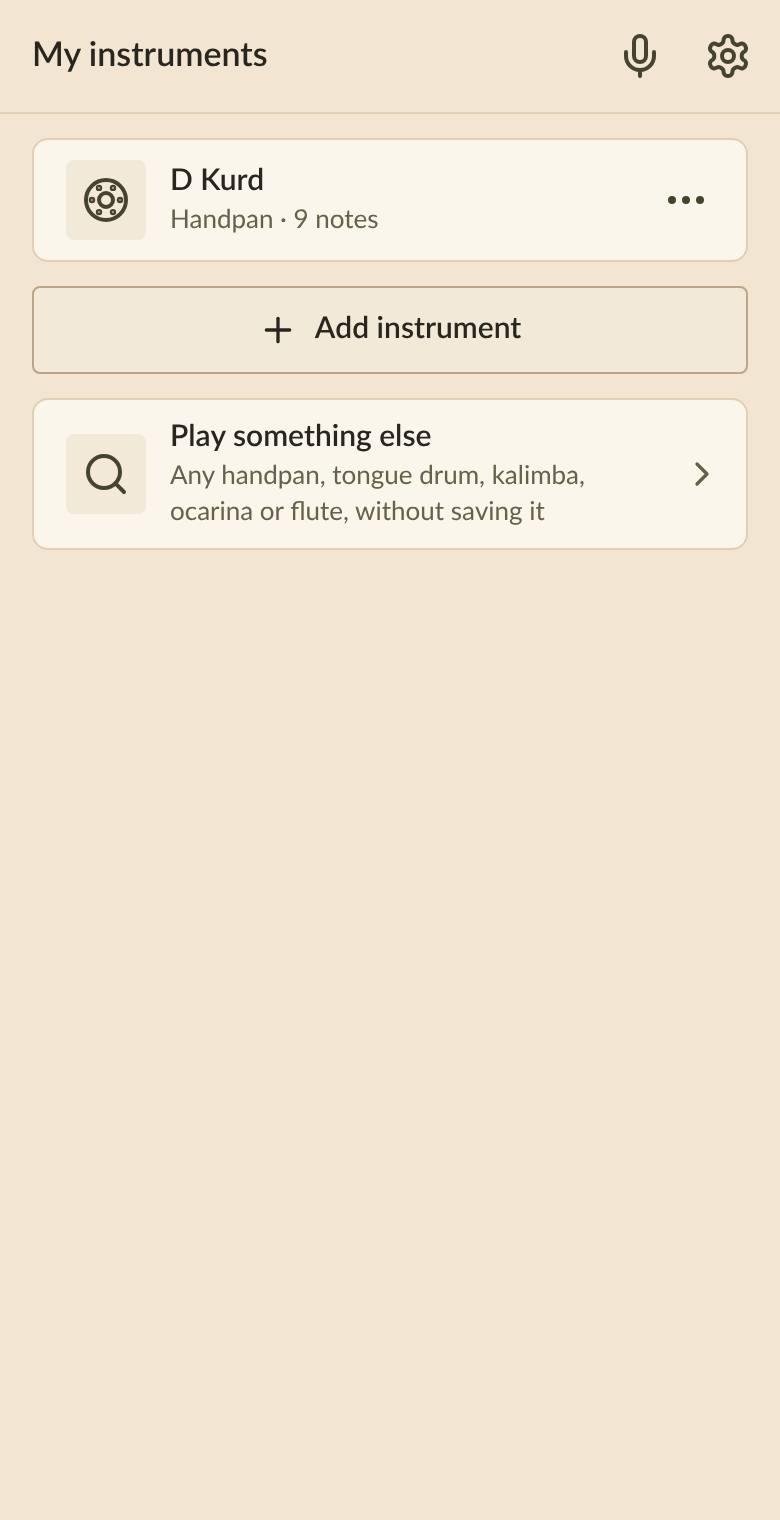 My instruments
D Kurd
Handpan · 9 notes
Add instrument
Play something else
Any handpan, tongue drum, kalimba,
ocarina or flute, without saving it